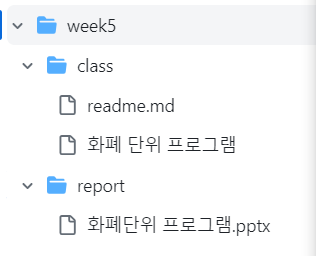 week5
class
readme.md
화폐 단위 프로그램
report
화폐단위 프로그램.pptx